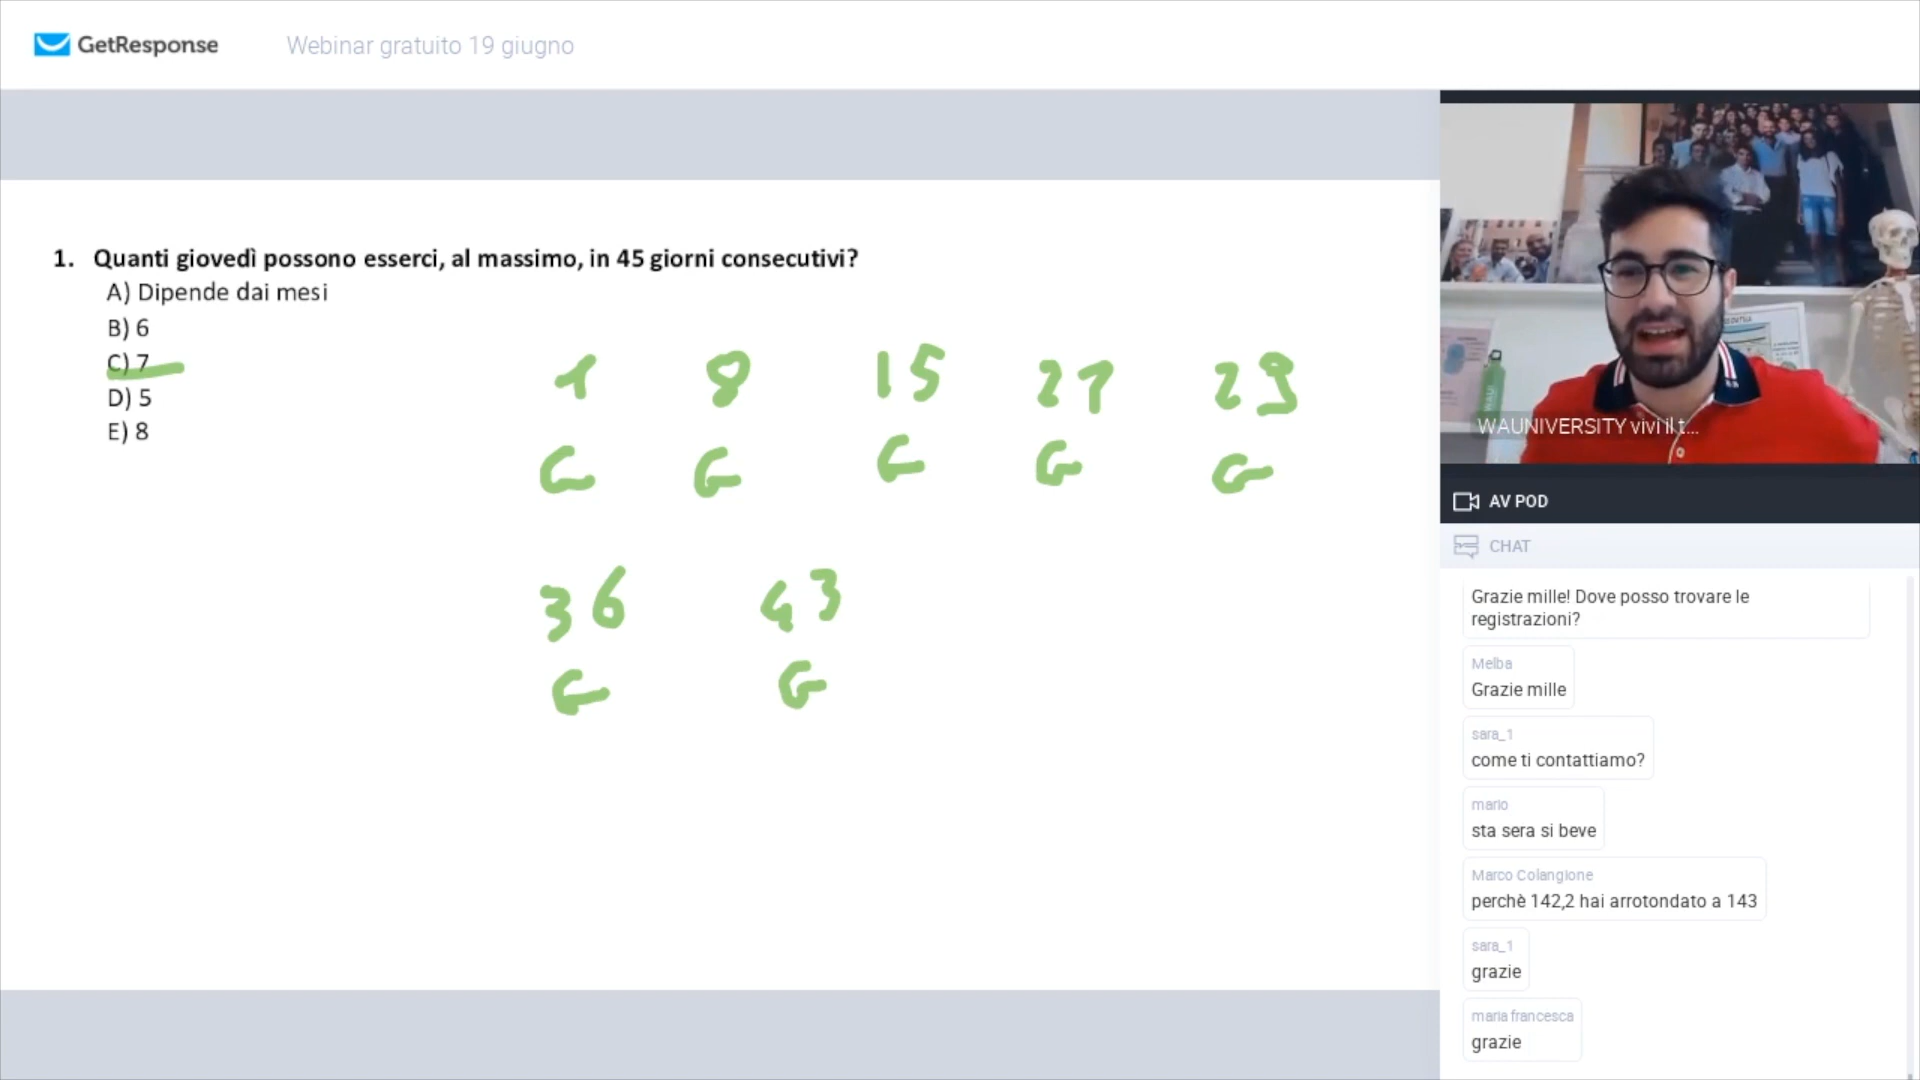 GetResponse
Webinar gratuito 19 giugno
1. Quanti giovedì possono esserci, al massimo, in 45 giorni consecutivi?
A) Dipende dai mesi
B) 6
C) 7
D) 5
E) 8
1 8 15 22 29
G G G G G
36 43
G G
WAUNIVERSITY vivi il t...
AV POD
CHAT
Grazie mille! Dove posso trovare le
registrazioni?
Melba
Grazie mille
sara_1
come ti contattiamo?
mario
sta sera si beve
Marco Colangione
perchè 142,2 hai arrotondato a 143
sara_1
grazie
maria francesca
grazie